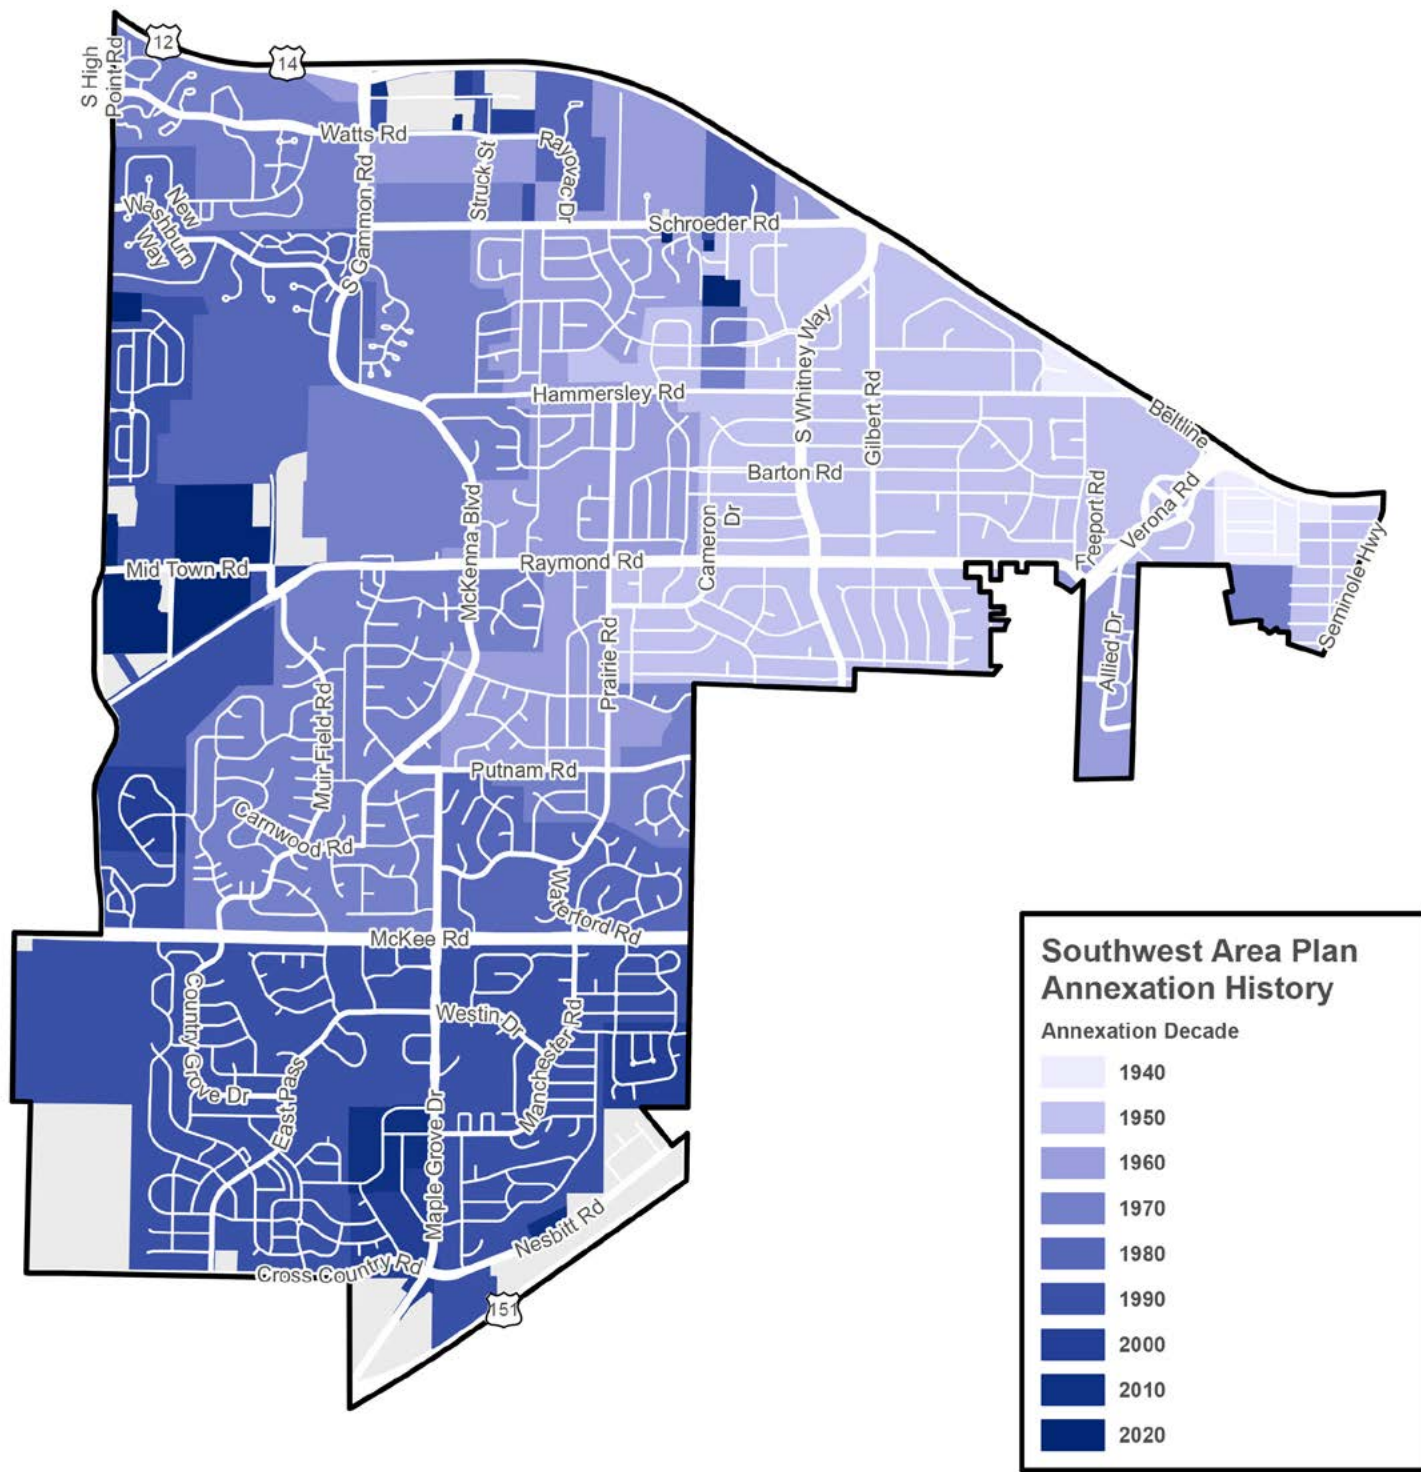 12
14
S High
Point Rd
Watts Rd
Rayovac Dr
Struck St
S Gammon Rd
New
Washburn
Way
Schroeder Rd
S Whitney Way
Gilbert Rd
Hammersley Rd
Beltline
Barton Rd
Cameron
Dr
Freeport Rd
Verona Rd
McKenna Blvd
Raymond Rd
Mid Town Rd
Seminole Hwy
Allied Dr
Prairie Rd
Muir Field Rd
Putnam Rd
Carnwood Rd
Waterford Rd
McKee Rd
Country Grove Dr
Westin Dr
Manchester Rd
East Pass
Maple Grove Dr
Nesbitt Rd
Cross Country Rd
151
Southwest Area Plan
Annexation History
Annexation Decade
1940
1950
1960
1970
1980
1990
2000
2010
2020